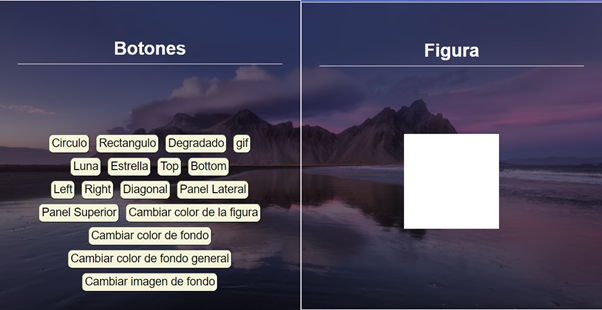 Botones
Circulo Rectangulo Degradado gif
Luna Estrella Top Bottom
Left Right Diagonal Panel Lateral
Panel Superior Cambiar color de la figura
Cambiar color de fondo
Cambiar color de fondo general
Cambiar imagen de fondo
Figura